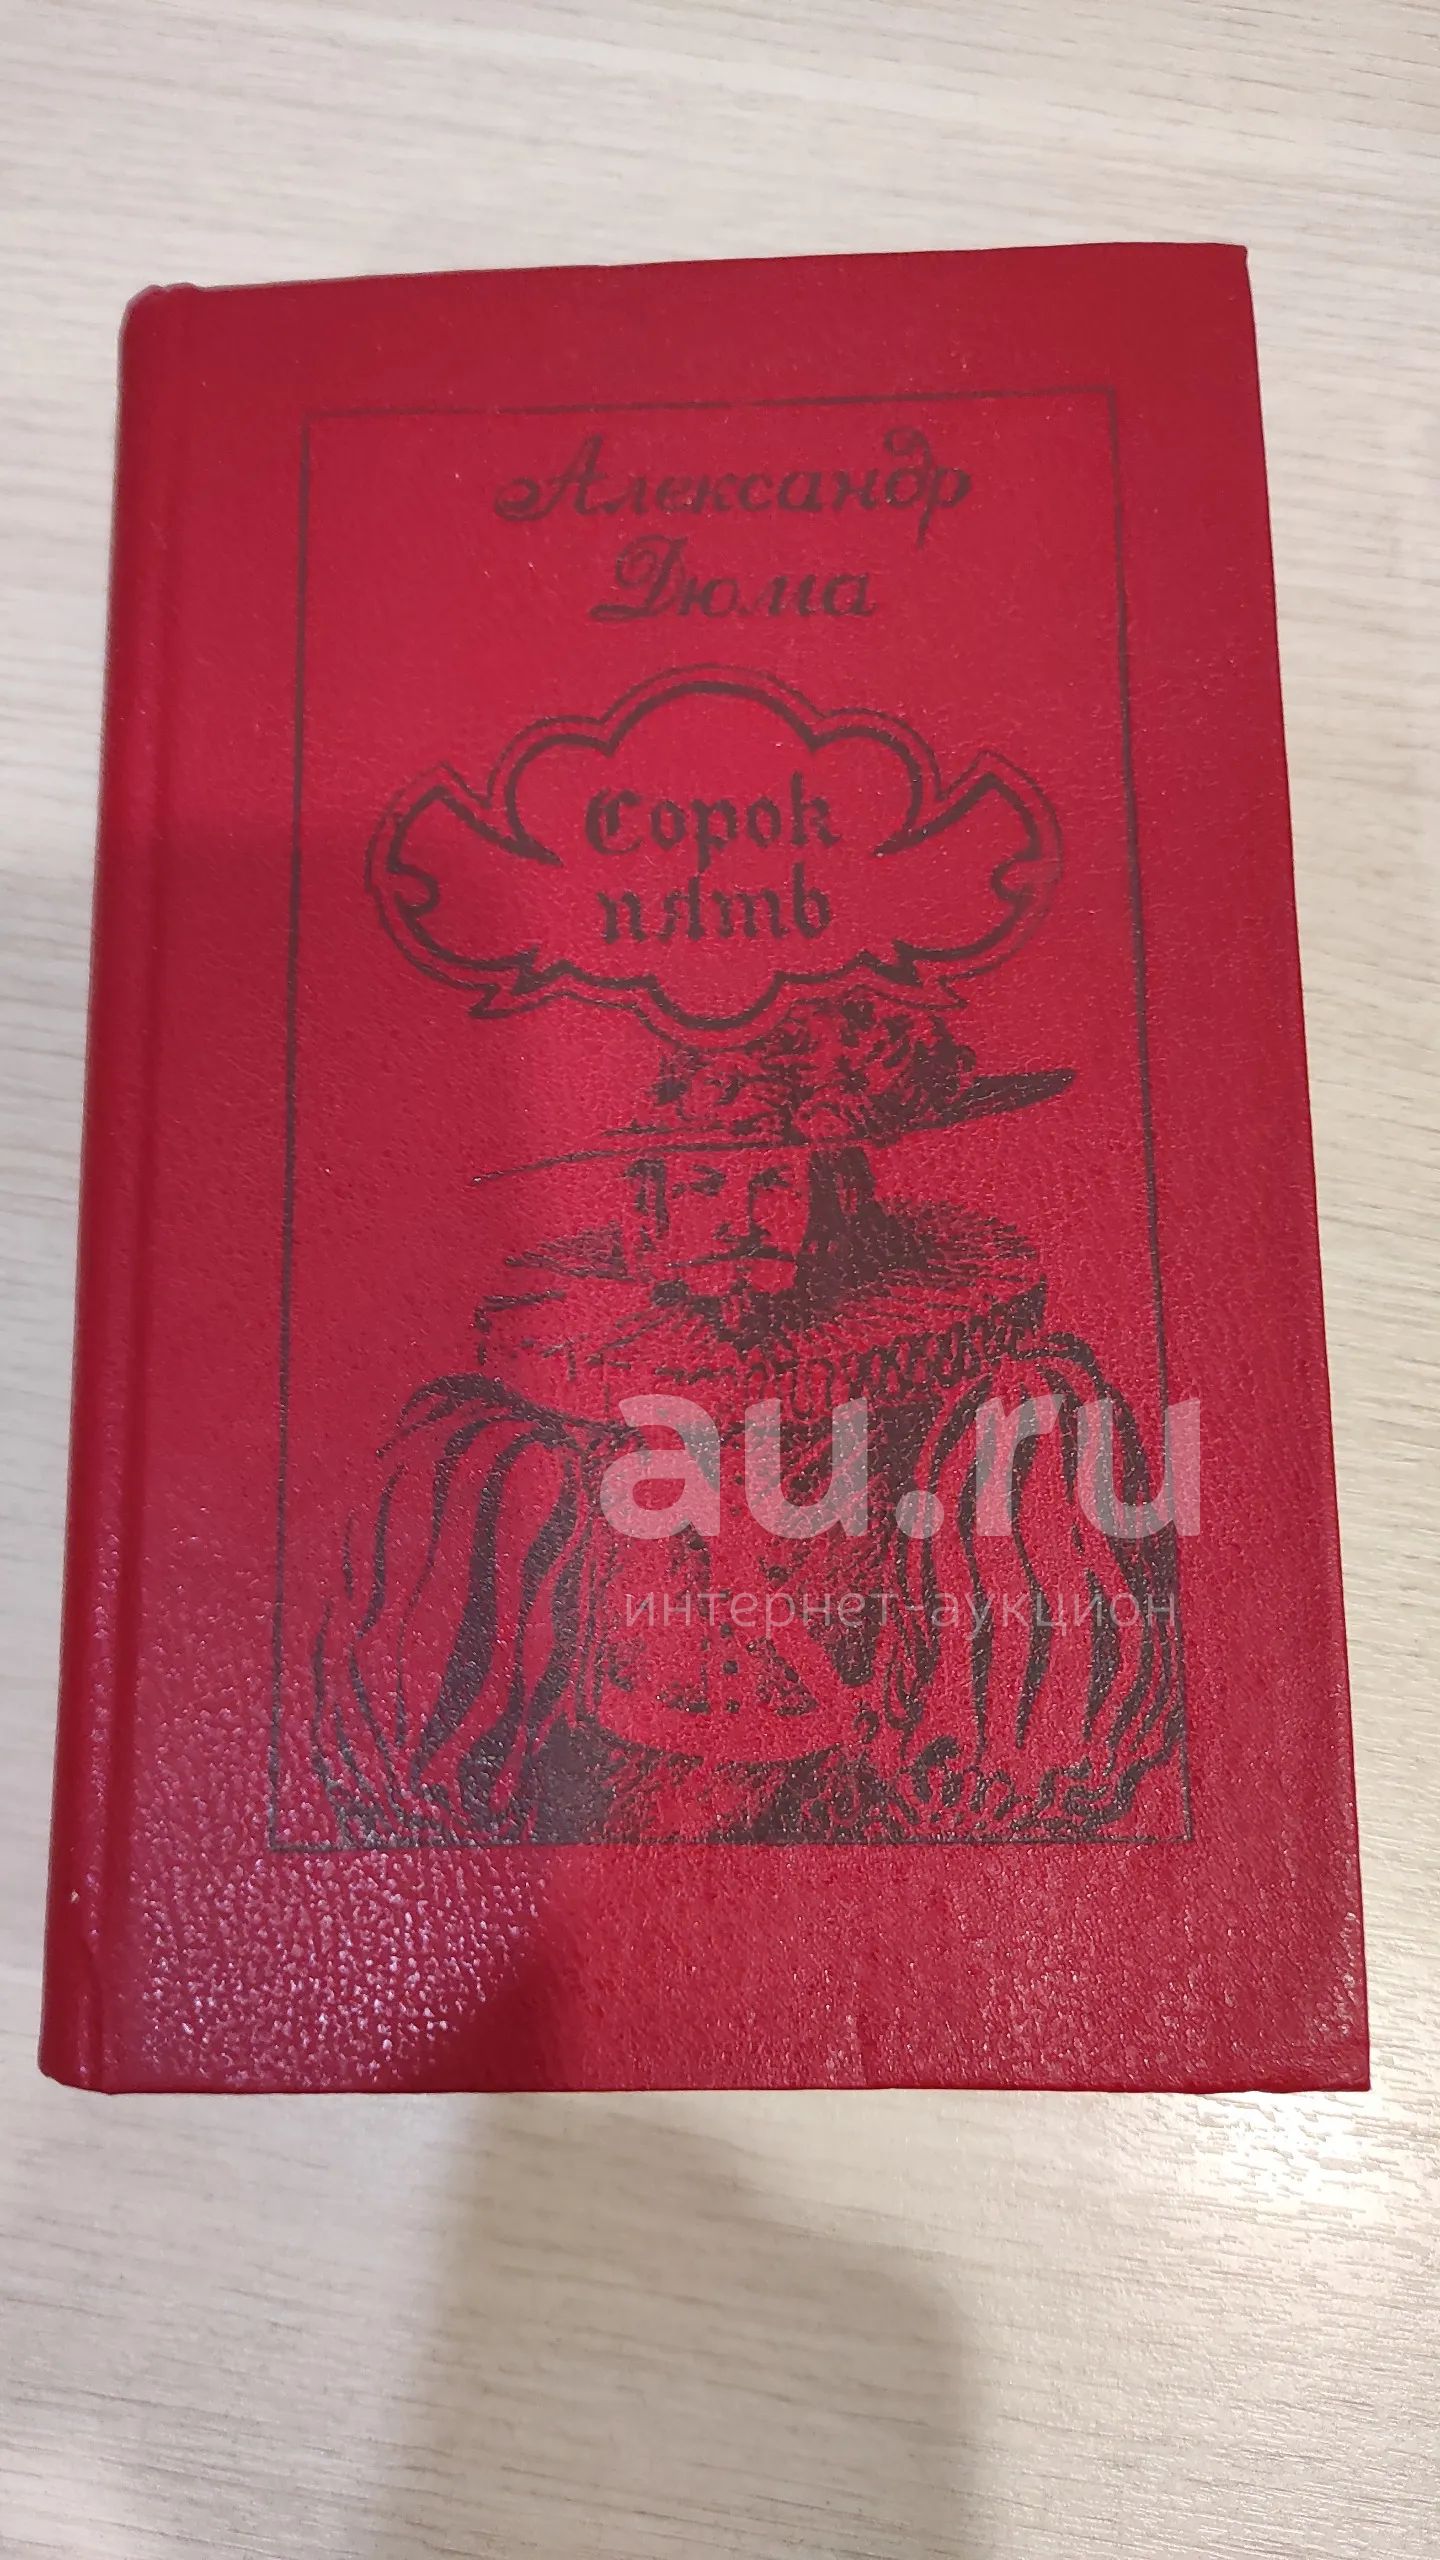 Александр
Дюма
Сорок
пять
au.ru
интернет-аукцион